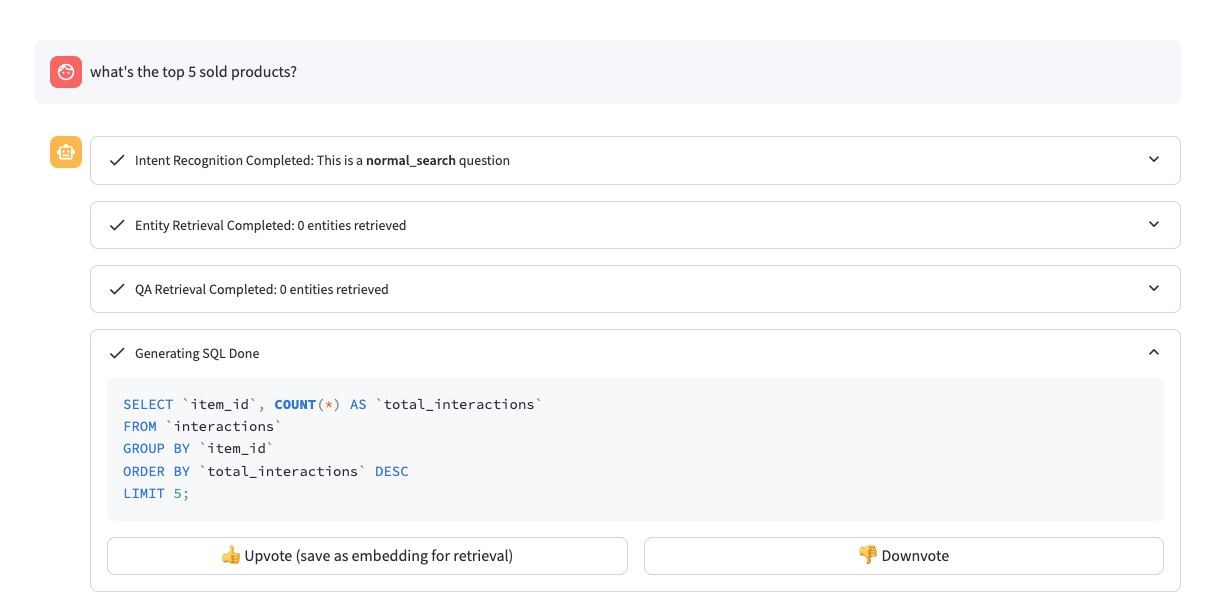 what's the top 5 sold products?
Intent Recognition Completed: This is a normal_search question
Entity Retrieval Completed: 0 entities retrieved
QA Retrieval Completed: 0 entities retrieved
Generating SQL Done
SELECT `item_id`, COUNT(*) AS `total_interactions`
FROM `interactions`
GROUP BY `item_id`
ORDER BY `total_interactions` DESC
LIMIT 5;
👍 Upvote (save as embedding for retrieval)
👎 Downvote